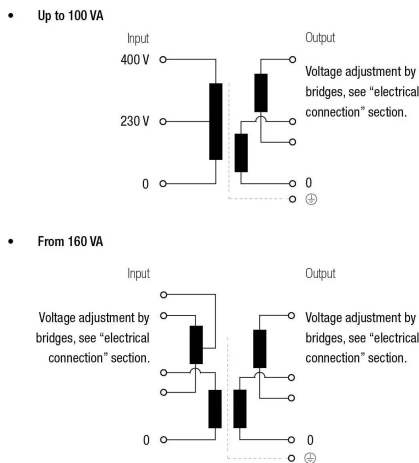 • Up to 100 VA
Input
Output
400 V
Voltage adjustment by
bridges, see “electrical
connection” section.
230 V
0
0
• From 160 VA
Input
Output
Voltage adjustment by
bridges, see “electrical
connection” section.
Voltage adjustment by
bridges, see “electrical
connection” section.
0
0